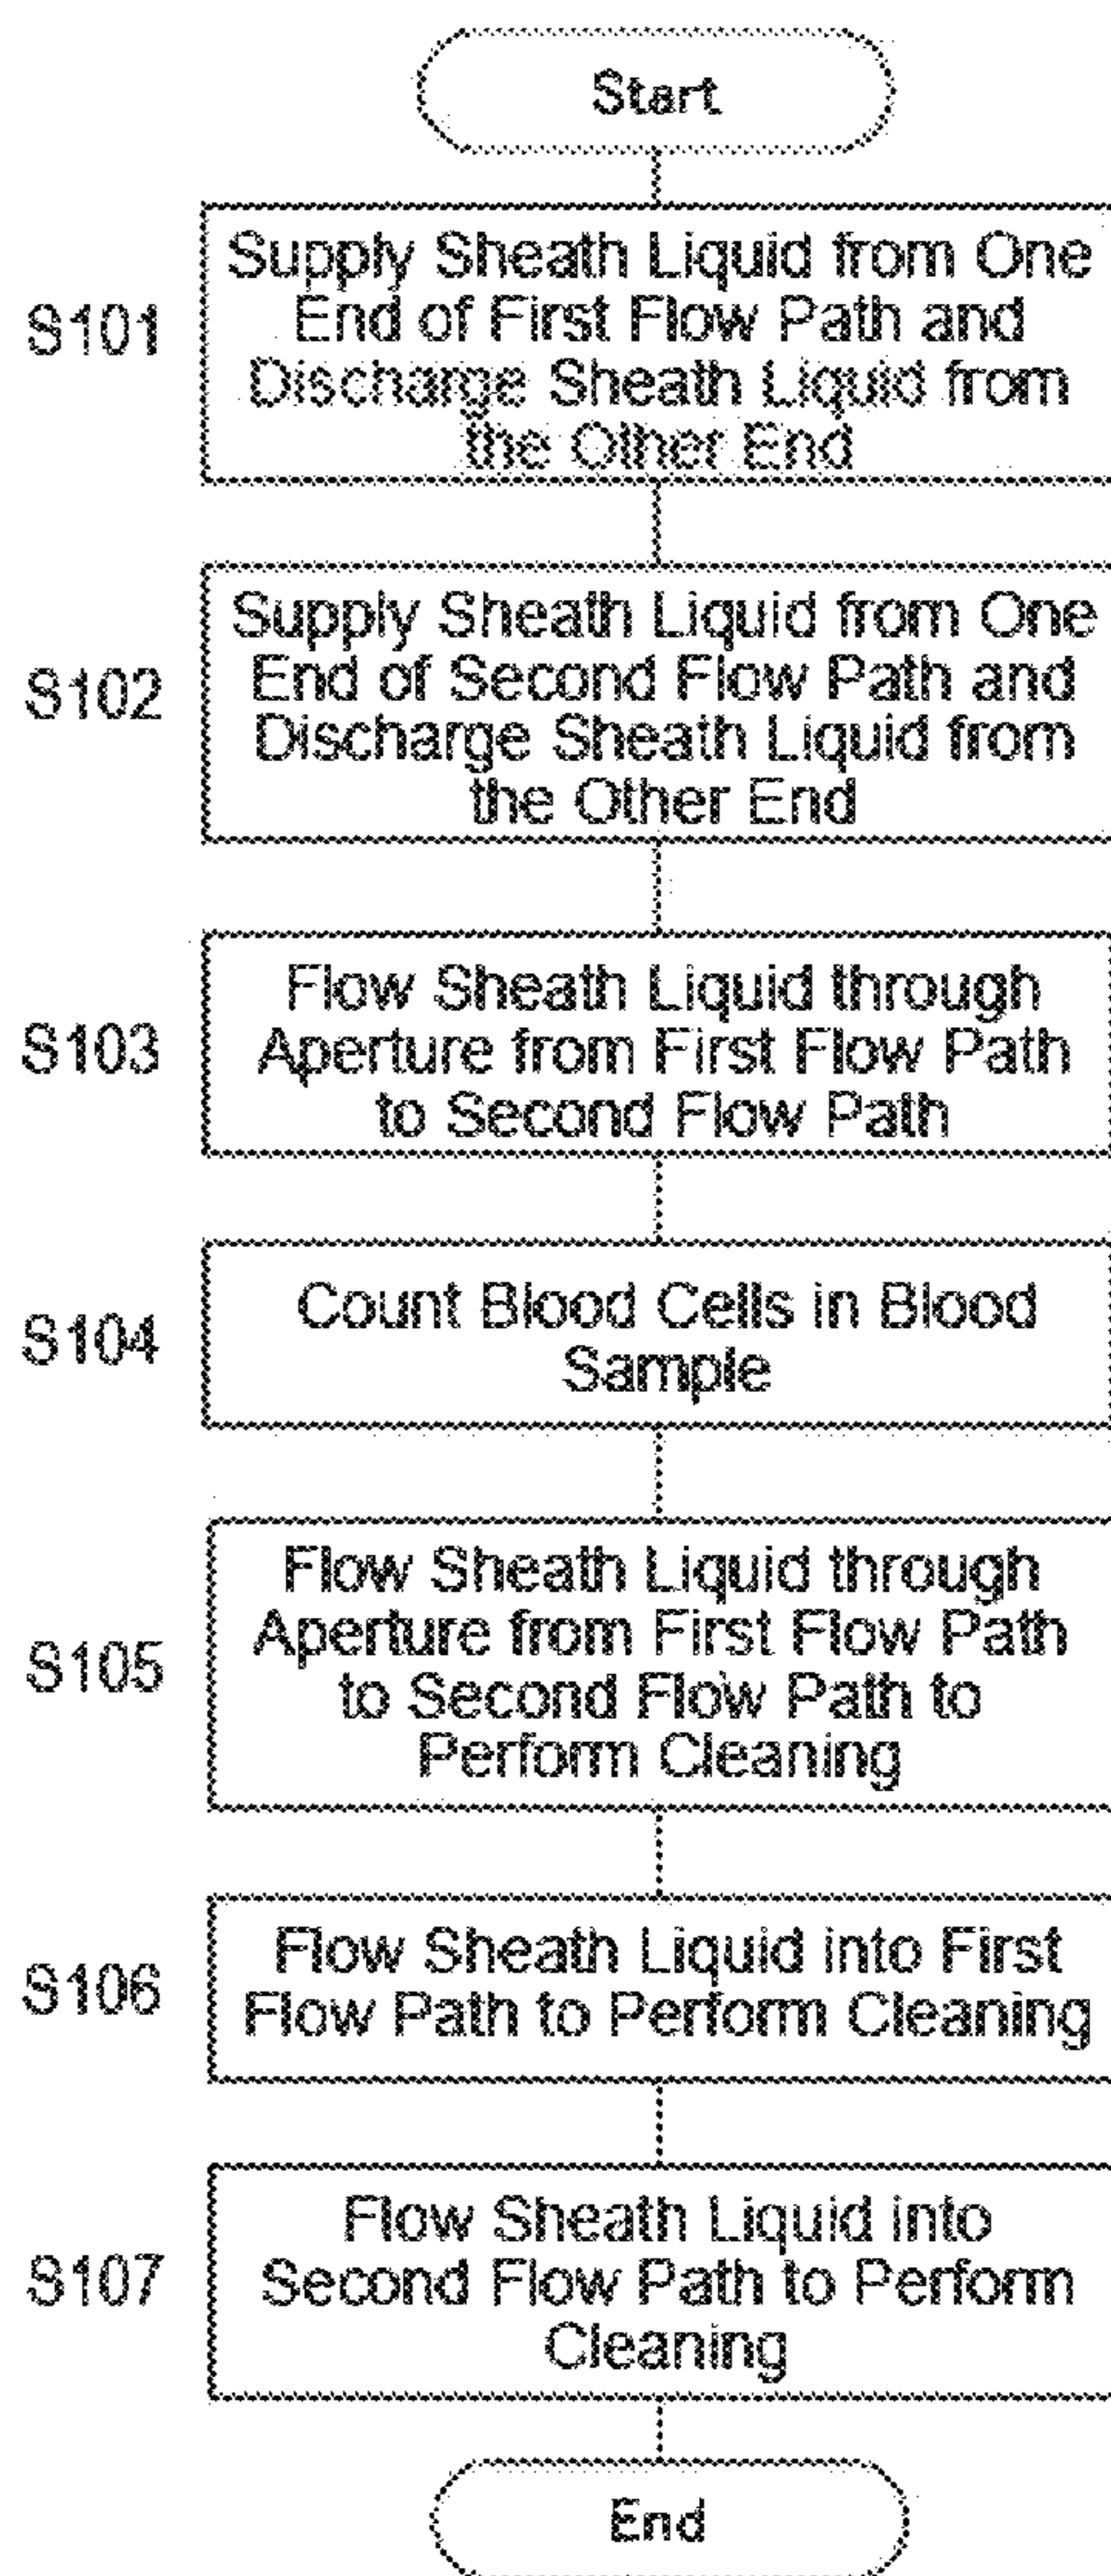 Start
S101
Supply Sheath Liquid from One
End of First Flow Path and
Discharge Sheath Liquid from
the Other End
S102
Supply Sheath Liquid from One
End of Second Flow Path and
Discharge Sheath Liquid from
the Other End
S103
Flow Sheath Liquid through
Aperture from First Flow Path
to Second Flow Path
S104
Count Blood Cells in Blood
Sample
S105
Flow Sheath Liquid through
Aperture from First Flow Path
to Second Flow Path to
Perform Cleaning
S106
Flow Sheath Liquid into First
Flow Path to Perform Cleaning
S107
Flow Sheath Liquid into
Second Flow Path to Perform
Cleaning
End